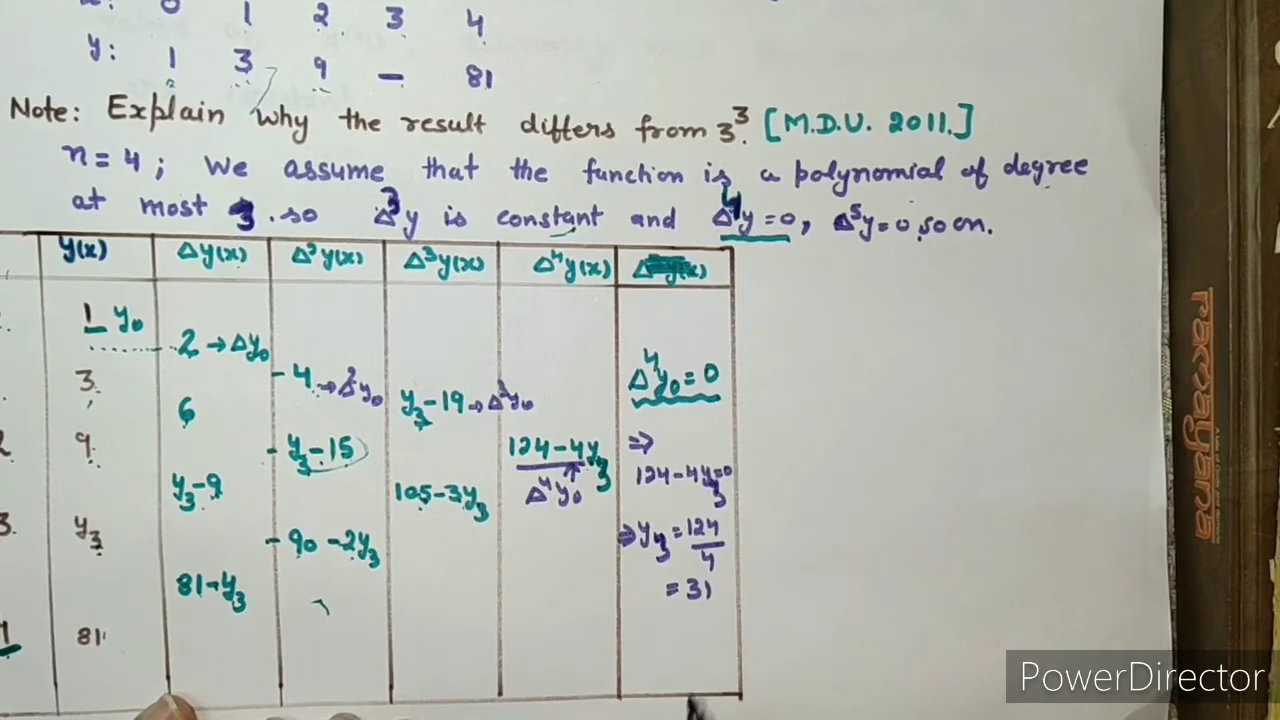 0 1 2 3 4
y: 1 3 9 — 81
Note: Explain why the result differs from 3³. [M.D.U. 2011.]
n = 4 ; We assume that the function is a polynomial of degree
at most 3. so Δ³y is constant and Δ⁴y = 0, Δ⁵y = 0 so on.
y(x) Δy(x) Δ²y(x) Δ³y(x) Δ⁴y(x)
1 y₀
2 → Δy₀
4 → Δ²y₀ Δ⁴y₀ = 0
3 y₃ - 19 → Δ³y₀
6
2 9 y₃ - 15 124 - 4y₃ ⇒
124 - 4y₃ = 0
y₃ - 9 105 - 3y₃ Δ⁴y₀
3. y₃ 90 - 2y₃ ⇒ y₃ = 124/4
81 - y₃ = 31
81
PowerDirector